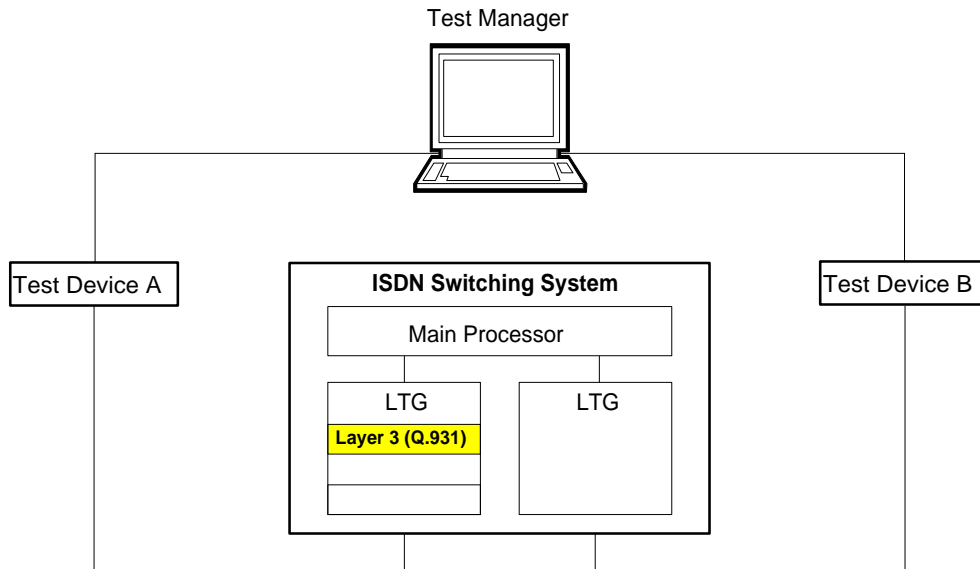 Test Manager
Test Device A
ISDN Switching System
Test Device B
Main Processor
LTG
LTG
Layer 3 (Q.931)